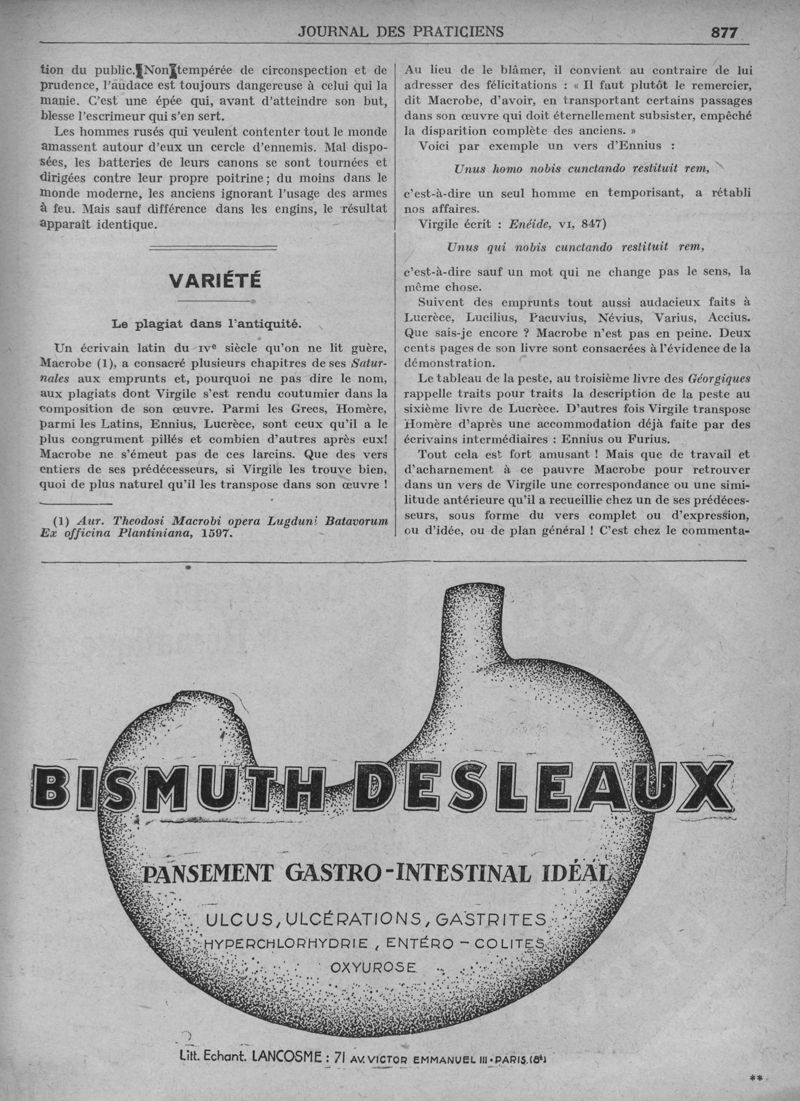 JOURNAL DES PRATICIENS 877
tion du public. Non tempérée de circonspection et de
prudence, l'audace est toujours dangereuse à celui qui la
manie. C'est une épée qui, avant d'atteindre son but,
blesse l'escrimeur qui s'en sert.
Les hommes rusés qui veulent contenter tout le monde
amassent autour d'eux un cercle d'ennemis. Mal dispo-
sées, les batteries de leurs canons se sont tournées et
dirigées contre leur propre poitrine ; du moins dans le
monde moderne, les anciens ignorant l'usage des armes
à feu. Mais sauf différence dans les engins, le résultat
apparaît identique.
VARIÉTÉ
Le plagiat dans l'antiquité.
Un écrivain latin du IVe siècle qu'on ne lit guère,
Macrobe (1), a consacré plusieurs chapitres de ses Satur-
nales aux emprunts et, pourquoi ne pas dire le nom,
aux plagiats dont Virgile s'est rendu coutumier dans la
composition de son œuvre. Parmi les Grecs, Homère,
parmi les Latins, Ennius, Lucrèce, sont ceux qu'il a le
plus congrument pillés et combien d'autres après eux!
Macrobe ne s'émeut pas de ces larcins. Que des vers
entiers de ses prédécesseurs, si Virgile les trouve bien,
quoi de plus naturel qu'il les transpose dans son œuvre !
(1) Aur. Theodosi Macrobi opera Lugduni Batavorum
Ex officina Plantiniana, 1597.
Au lieu de le blâmer, il convient au contraire de lui
adresser des félicitations : « Il faut plutôt le remercier,
dit Macrobe, d'avoir, en transportant certains passages
dans son œuvre qui doit éternellement subsister, empêché
la disparition complète des anciens. »
Voici par exemple un vers d'Ennius :
Unus homo nobis cunctando restituit rem,
c'est-à-dire un seul homme en temporisant, a rétabli
nos affaires.
Virgile écrit : Enéide, VI, 847)
Unus qui nobis cunctando restituit rem,
c'est-à-dire sauf un mot qui ne change pas le sens, la
même chose.
Suivent des emprunts tout aussi audacieux faits à
Lucrèce, Lucilius, Pacuvius, Névius, Varius, Accius.
Que sais-je encore ? Macrobe n'est pas en peine. Deux
cents pages de son livre sont consacrées à l'évidence de la
démonstration.
Le tableau de la peste, au troisième livre des Géorgiques
rappelle traits pour traits la description de la peste au
sixième livre de Lucrèce. D'autres fois Virgile transpose
Homère d'après une accommodation déjà faite par des
écrivains intermédiaires : Ennius ou Furius.
Tout cela est fort amusant ! Mais que de travail et
d'acharnement à ce pauvre Macrobe pour retrouver
dans un vers de Virgile une correspondance ou une simi-
litude antérieure qu'il a recueillie chez un de ses prédéces-
seurs, sous forme du vers complet ou d'expression,
ou d'idée, ou de plan général ! C'est chez le commenta-
BISMUTH DESLEAUX
PANSEMENT GASTRO-INTESTINAL IDÉAL
ULCUS, ULCÉRATIONS, GASTRITES
HYPERCHLORHYDRIE, ENTÉRO-COLITES
OXYUROSE
Litt. Echant. LANCOSME : 71 AV. VICTOR EMMANUEL III • PARIS. (8e)
**